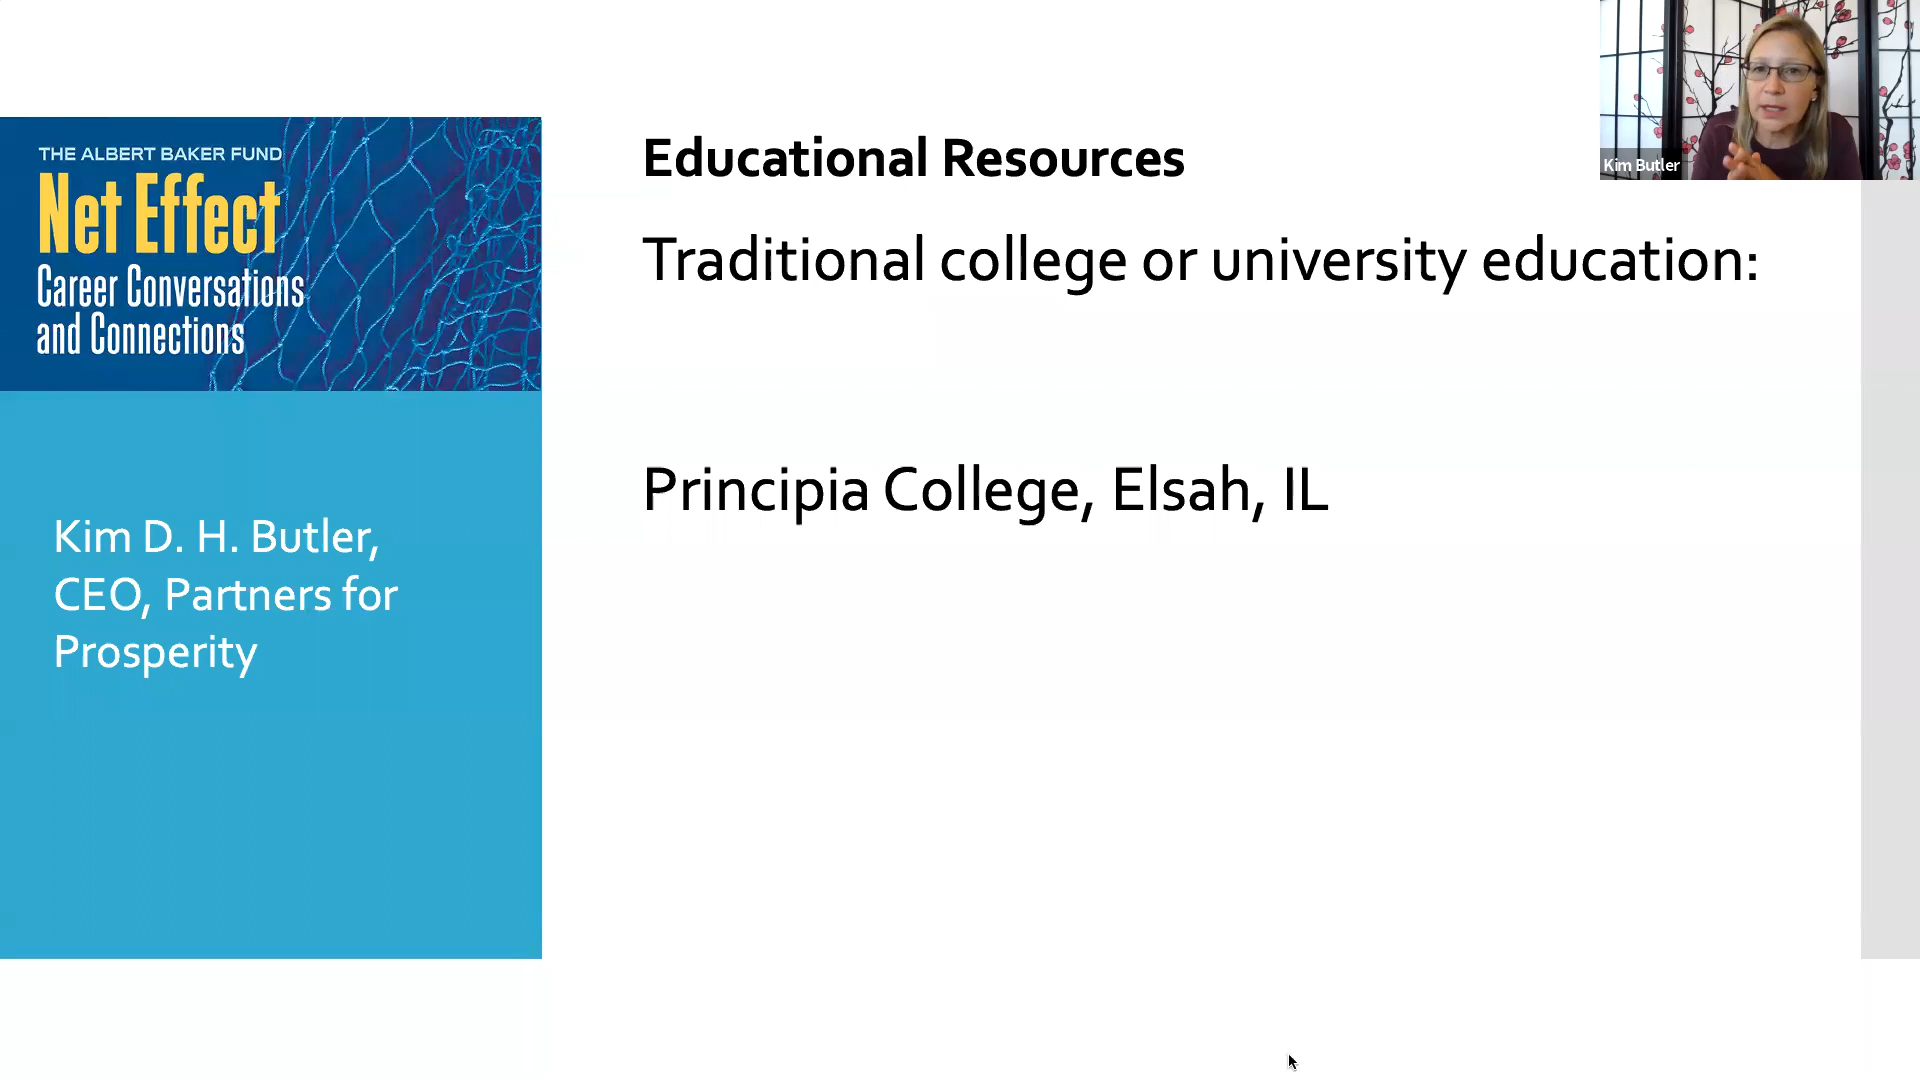 THE ALBERT BAKER FUND
Net Effect
Career Conversations
and Connections
Kim D. H. Butler,
CEO, Partners for
Prosperity
Educational Resources
Traditional college or university education:
Principia College, Elsah, IL
Kim Butler